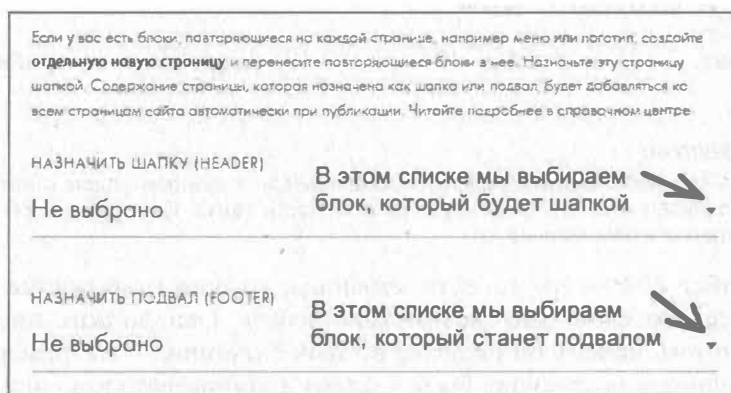 Если у вас есть блоки, повторяющиеся на каждой странице, например меню или логотип, создайте
отдельную новую страницу и перенесите повторяющиеся блоки в нее. Назначьте эту страницу
шапкой. Содержание страницы, которая назначена как шапка или подвал, будет добавляться ко
всем страницам сайта автоматически при публикации. Читайте подробнее в справочном центре
НАЗНАЧИТЬ ШАПКУ (HEADER)
В этом списке мы выбираем
блок, который будет шапкой
Не выбрано
НАЗНАЧИТЬ ПОДВАЛ (FOOTER)
В этом списке мы выбираем
блок, который станет подвалом
Не выбрано